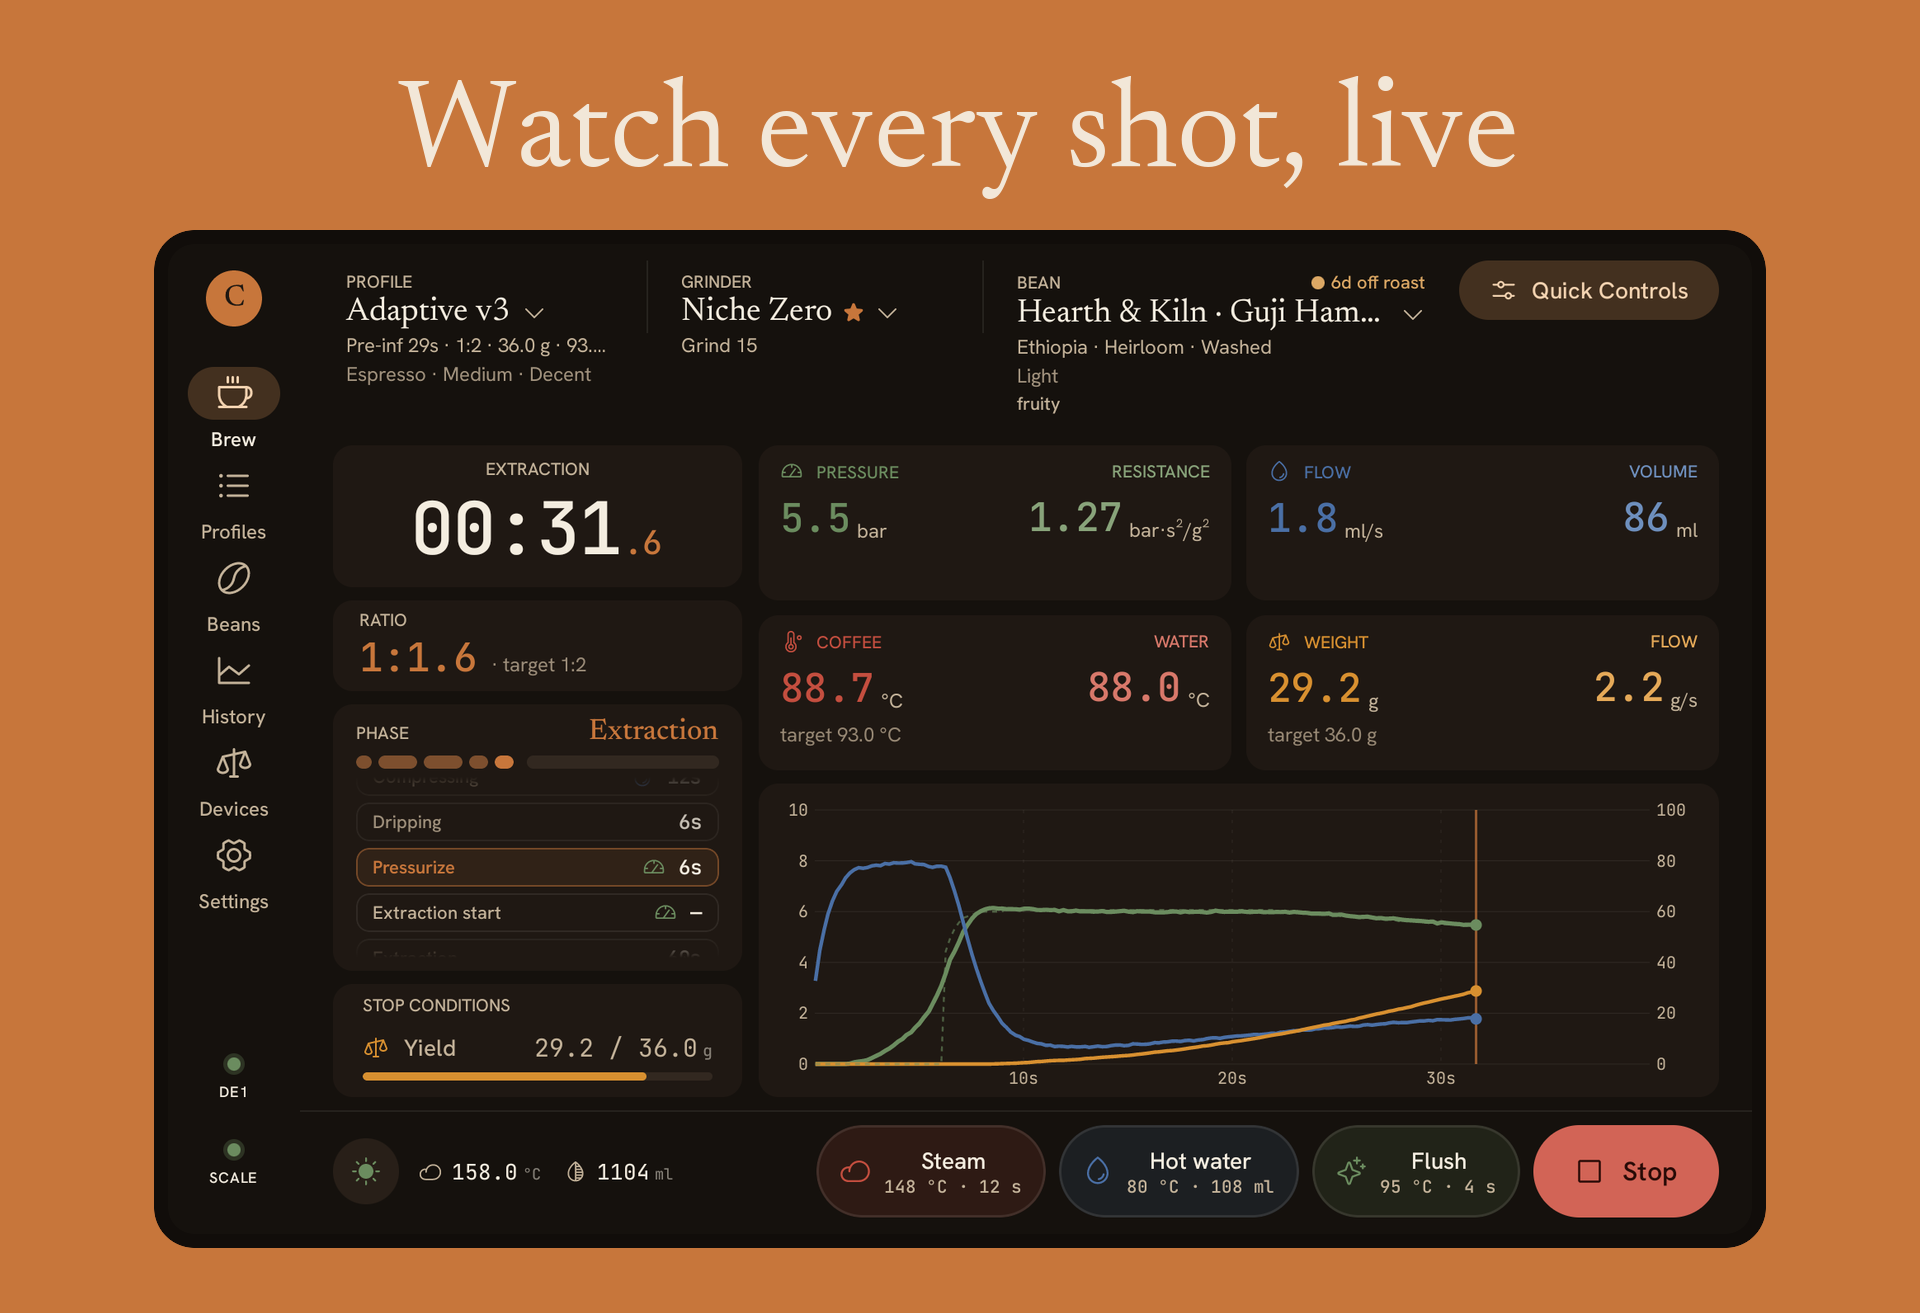 Watch every shot, live
C
Brew
Profiles
Beans
History
Devices
Settings
DE1
SCALE
PROFILE
Adaptive v3
Pre-inf 29s · 1:2 · 36.0 g · 93....
Espresso · Medium · Decent
GRINDER
Niche Zero
Grind 15
BEAN
6d off roast
Hearth & Kiln · Guji Ham...
Ethiopia · Heirloom · Washed
Light
fruity
Quick Controls
EXTRACTION
00:31.6
RATIO
1:1.6 · target 1:2
PHASE
Extraction
Compressing 12s
Dripping 6s
Pressurize 6s
Extraction start –
STOP CONDITIONS
Yield 29.2 / 36.0 g
PRESSURE RESISTANCE
5.5 bar 1.27 bar·s²/g²
FLOW VOLUME
1.8 ml/s 86 ml
COFFEE WATER
88.7 °C 88.0 °C
target 93.0 °C
WEIGHT FLOW
29.2 g 2.2 g/s
target 36.0 g
10 100
8 80
6 60
4 40
2 20
0 0
10s 20s 30s
158.0 °C 1104 ml
Steam
148 °C · 12 s
Hot water
80 °C · 108 ml
Flush
95 °C · 4 s
Stop